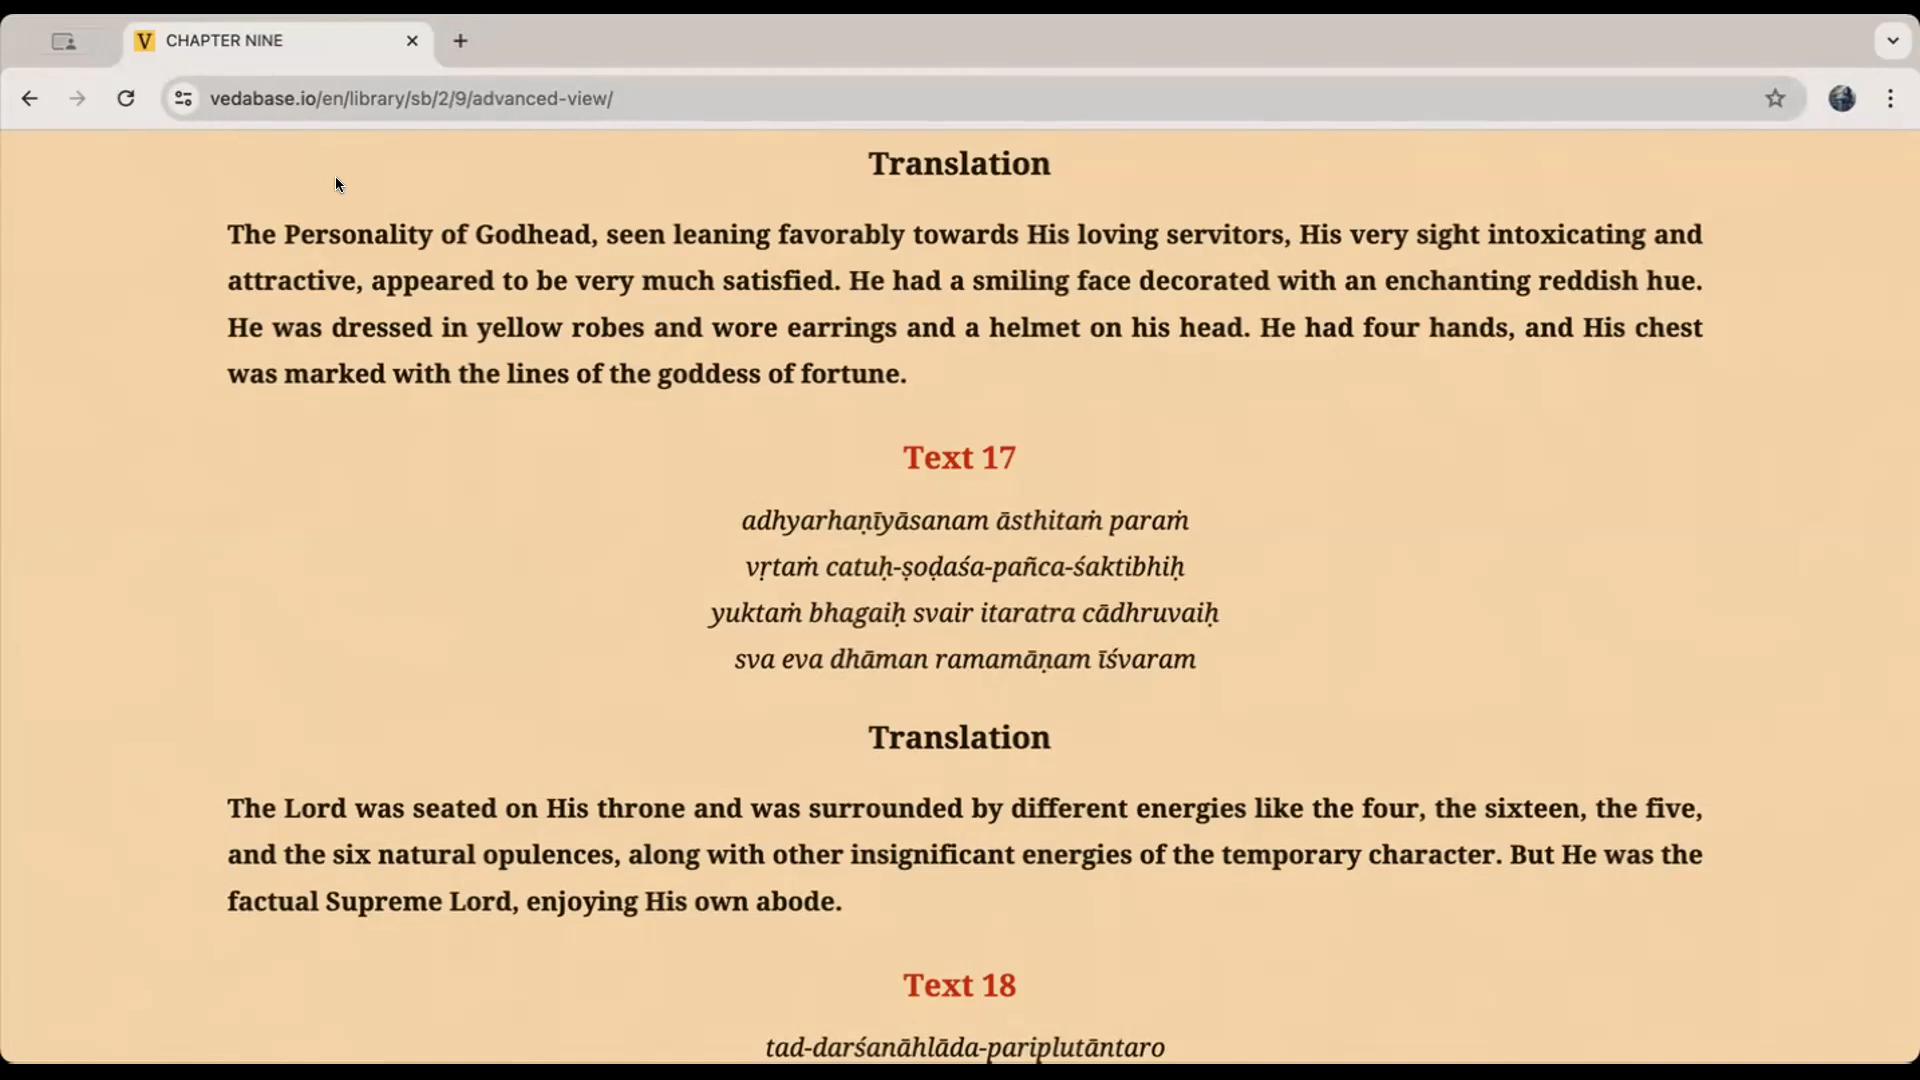 V CHAPTER NINE
vedabase.io/en/library/sb/2/9/advanced-view/
Translation
The Personality of Godhead, seen leaning favorably towards His loving servitors, His very sight intoxicating and
attractive, appeared to be very much satisfied. He had a smiling face decorated with an enchanting reddish hue.
He was dressed in yellow robes and wore earrings and a helmet on his head. He had four hands, and His chest
was marked with the lines of the goddess of fortune.
Text 17
adhyarhaṇīyāsanam āsthitaṁ paraṁ
vṛtaṁ catuḥ-ṣoḍaśa-pañca-śaktibhiḥ
yuktaṁ bhagaiḥ svair itaratra cādhruvaiḥ
sva eva dhāman ramamāṇam īśvaram
Translation
The Lord was seated on His throne and was surrounded by different energies like the four, the sixteen, the five,
and the six natural opulences, along with other insignificant energies of the temporary character. But He was the
factual Supreme Lord, enjoying His own abode.
Text 18
tad-darśanāhlāda-pariplutāntaro